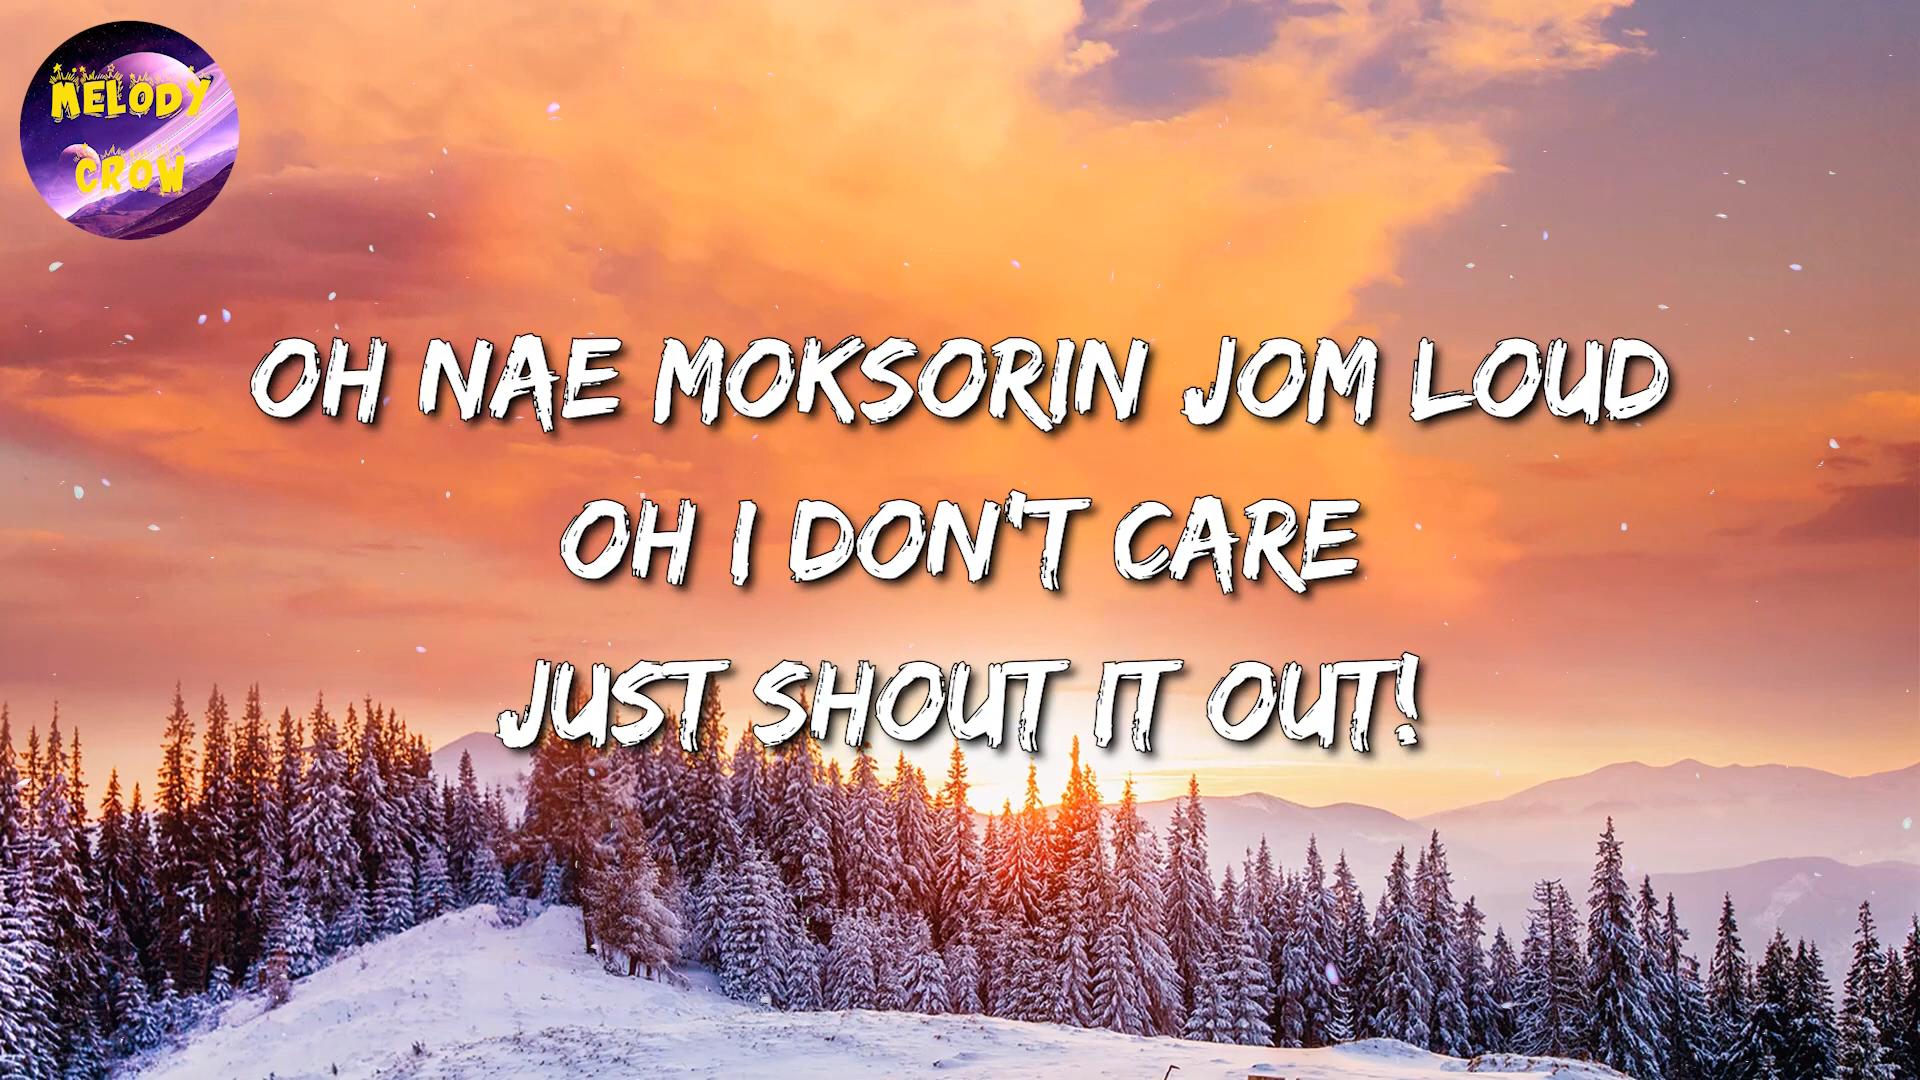 MELODY
CROW
OH NAE MOKSORIN JOM LOUD
OH I DON'T CARE
JUST SHOUT IT OUT!